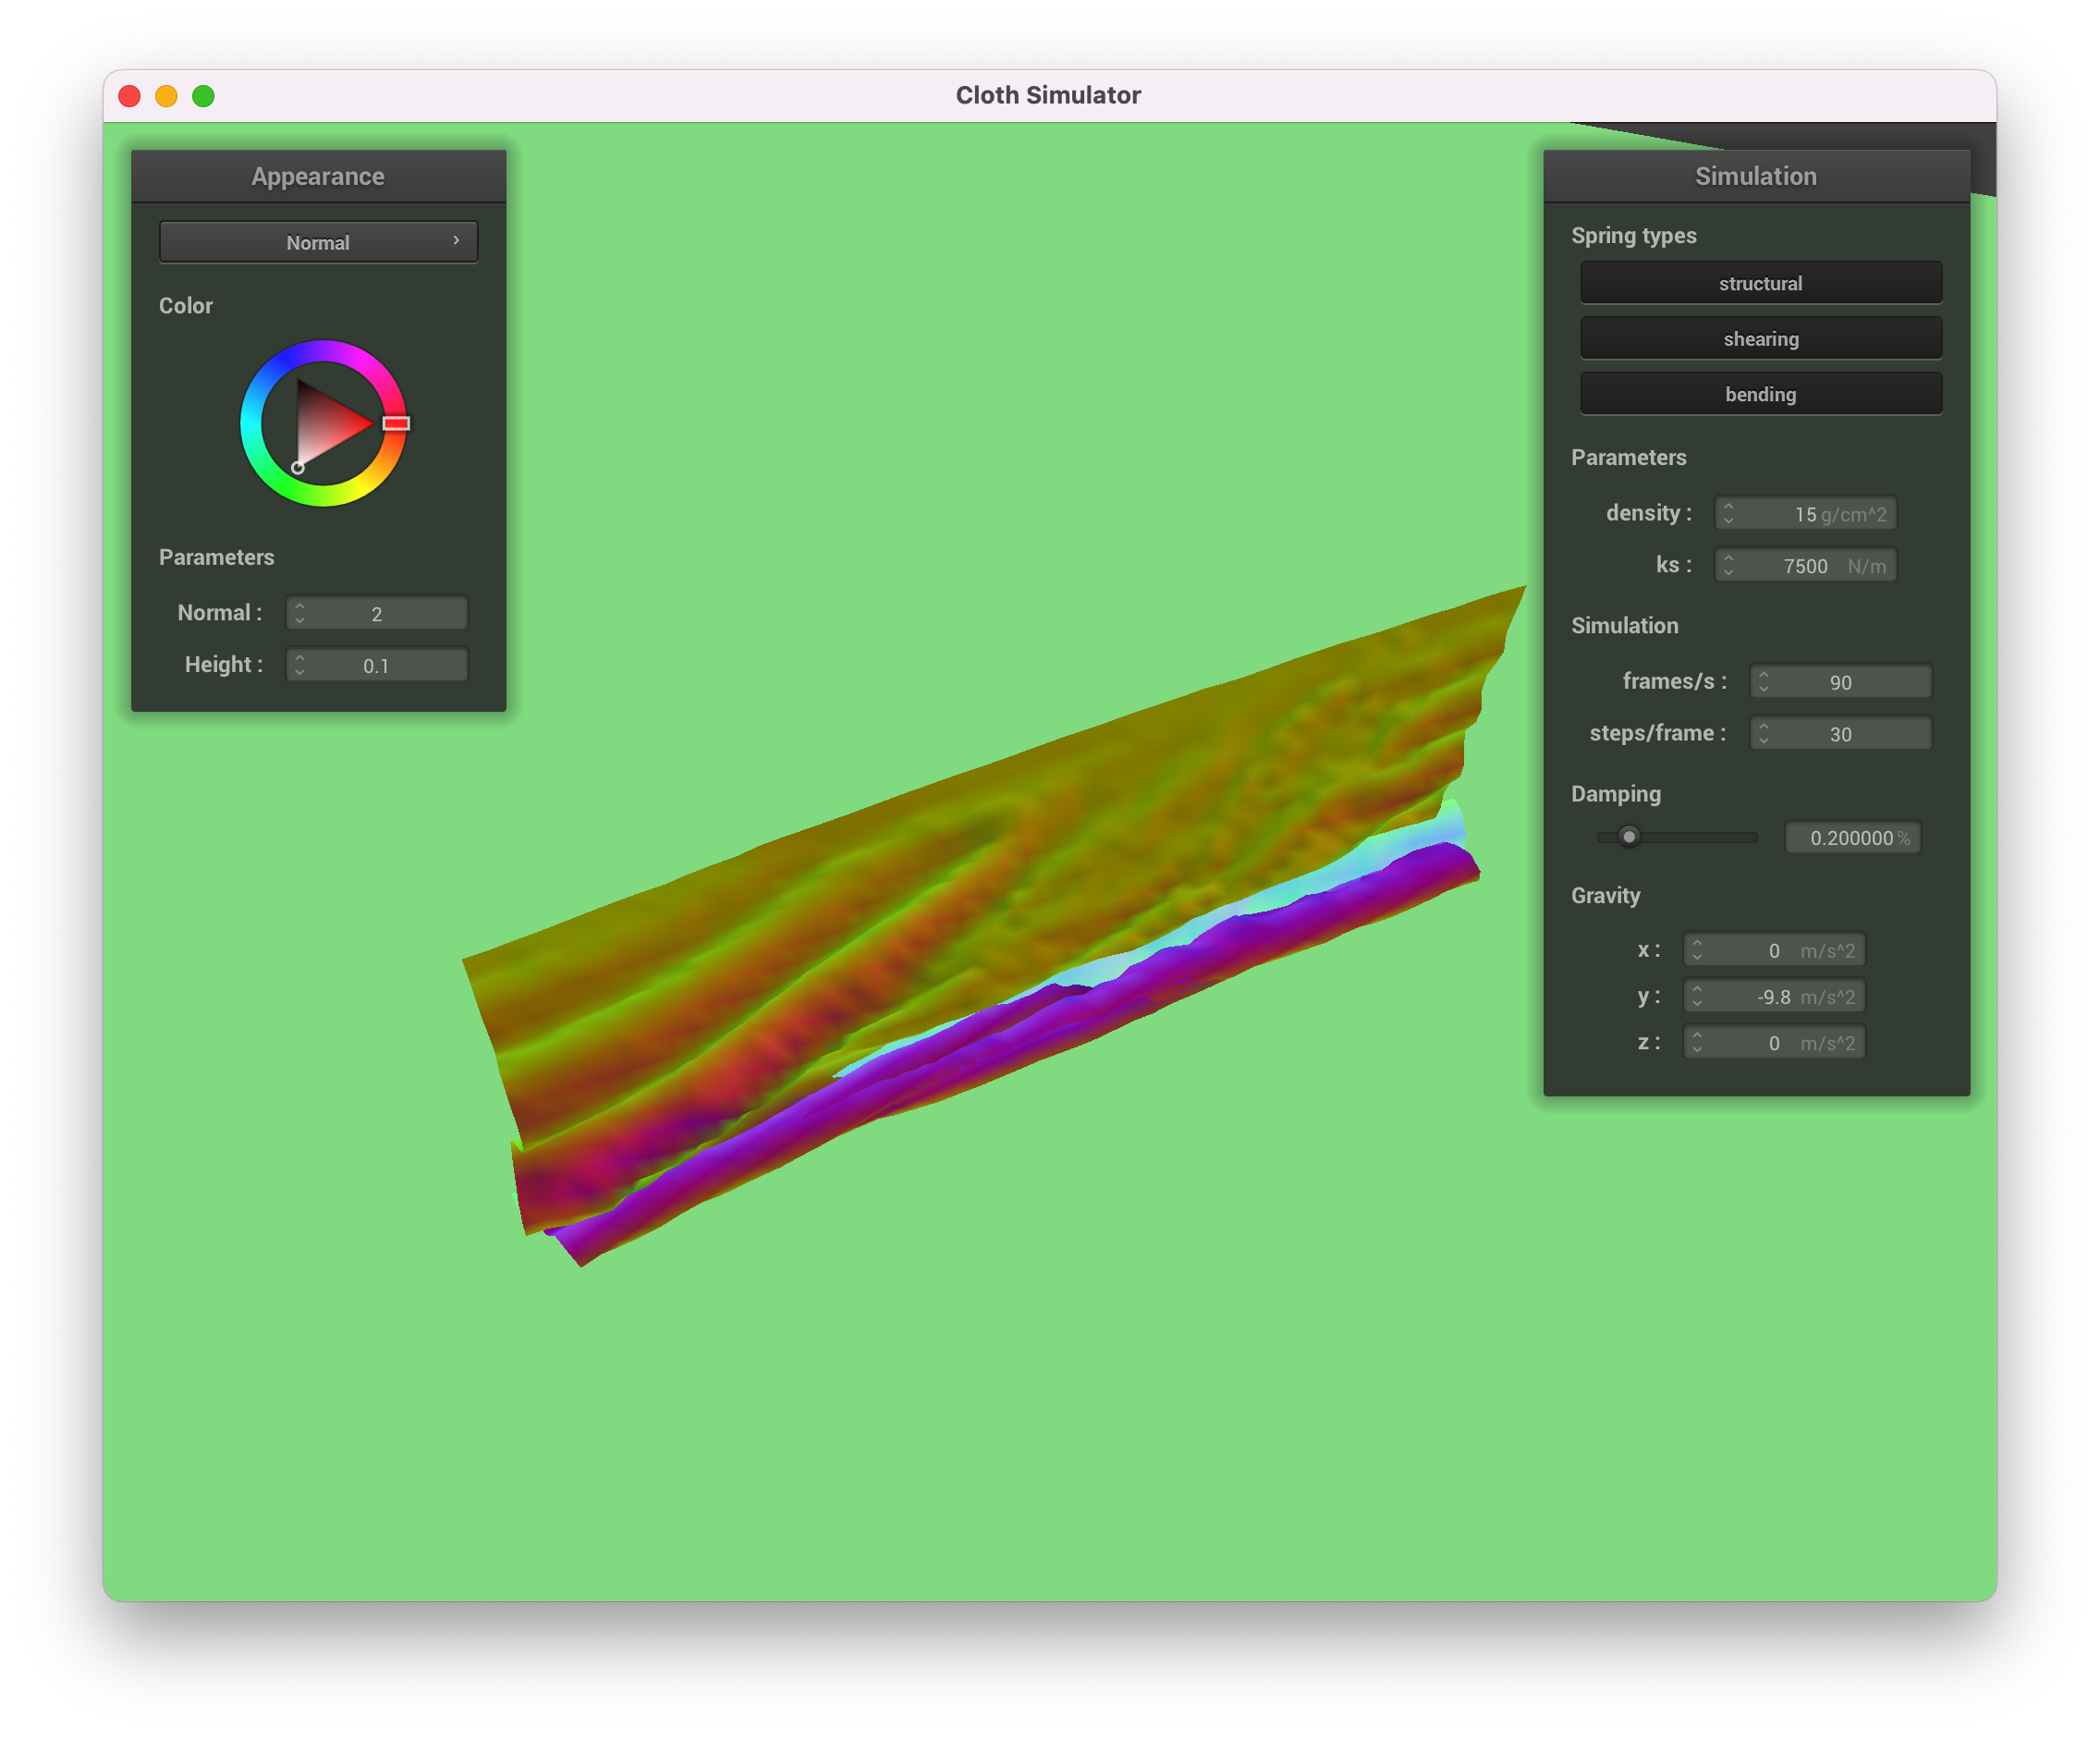 Cloth Simulator
Appearance
Normal
Color
Parameters
Normal : 2
Height : 0.1
Simulation
Spring types
structural
shearing
bending
Parameters
density : 15 g/cm^2
ks : 7500 N/m
Simulation
frames/s : 90
steps/frame : 30
Damping
0.200000 %
Gravity
x : 0 m/s^2
y : -9.8 m/s^2
z : 0 m/s^2